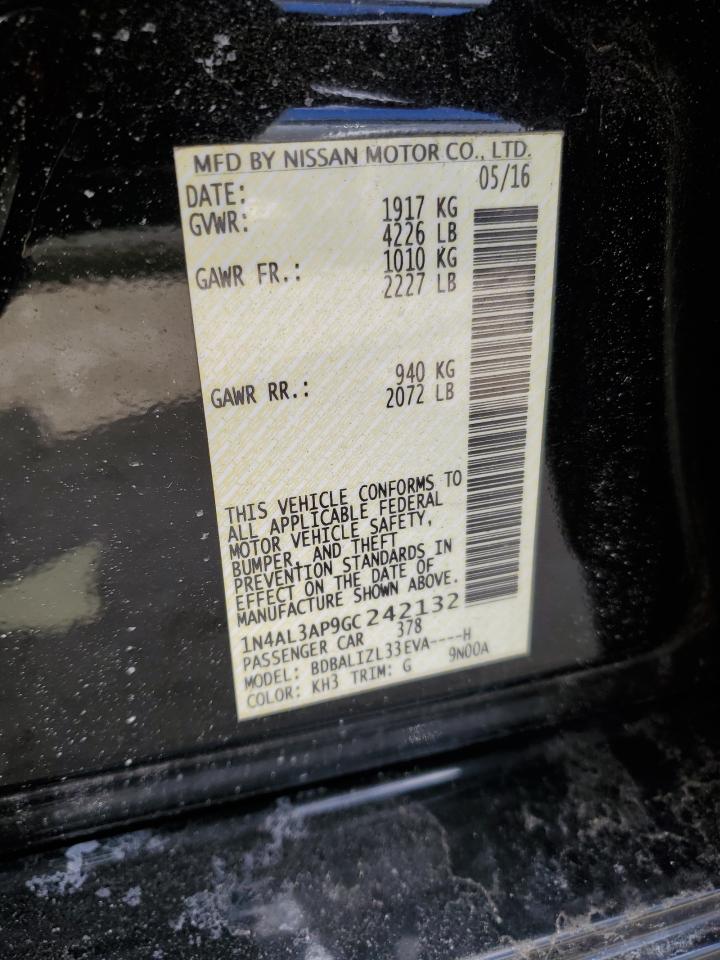 MFD BY NISSAN MOTOR CO., LTD.
DATE: 05/16
GVWR: 1917 KG
4226 LB
GAWR FR.: 1010 KG
2227 LB
GAWR RR.: 940 KG
2072 LB
THIS VEHICLE CONFORMS TO
ALL APPLICABLE FEDERAL
MOTOR VEHICLE SAFETY,
BUMPER, AND THEFT
PREVENTION STANDARDS IN
EFFECT ON THE DATE OF
MANUFACTURE SHOWN ABOVE.
1N4AL3AP9GC242132
PASSENGER CAR 378
MODEL: BDBALIZL33EVA----H
COLOR: KH3 TRIM: G 9N00A